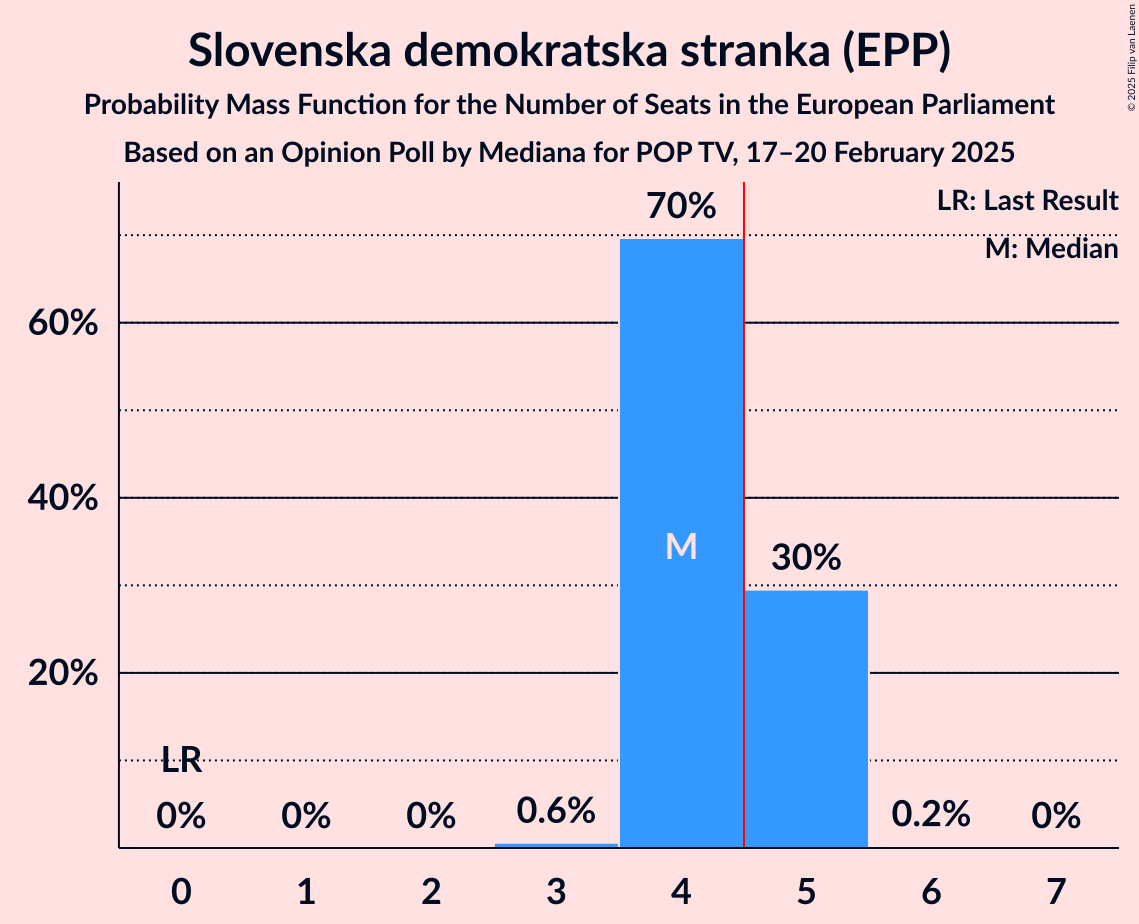 Slovenska demokratska stranka (EPP)
Probability Mass Function for the Number of Seats in the European Parliament
Based on an Opinion Poll by Mediana for POP TV, 17–20 February 2025
© 2025 Filip van Laenen
LR: Last Result
M: Median
70%
60%
40%
M
30%
20%
LR
0% 0% 0% 0.6% 0.2% 0%
0 1 2 3 4 5 6 7